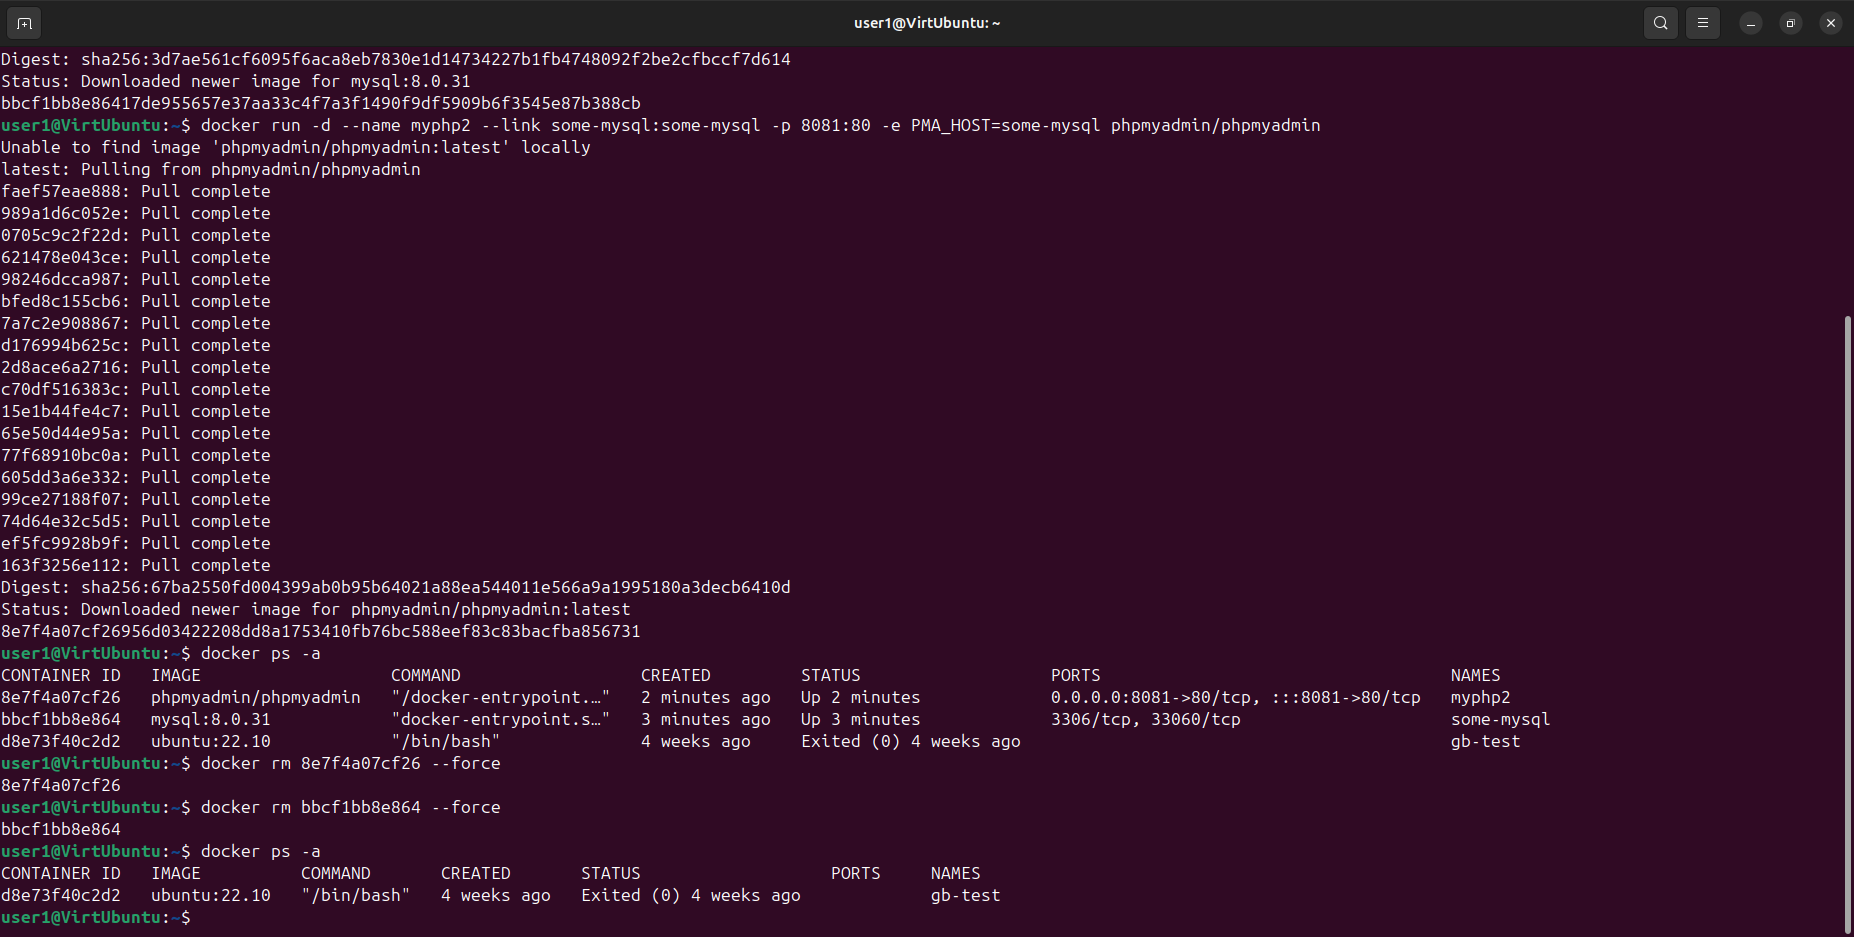 user1@VirtUbuntu: ~
Digest: sha256:3d7ae561cf6095f6aca8eb7830e1d14734227b1fb4748092f2be2cfbccf7d614
Status: Downloaded newer image for mysql:8.0.31
bbcf1bb8e86417de955657e37aa33c4f7a3f1490f9df5909b6f3545e87b388cb
user1@VirtUbuntu:~$ docker run -d --name myphp2 --link some-mysql:some-mysql -p 8081:80 -e PMA_HOST=some-mysql phpmyadmin/phpmyadmin
Unable to find image 'phpmyadmin/phpmyadmin:latest' locally
latest: Pulling from phpmyadmin/phpmyadmin
faef57eae888: Pull complete
989a1d6c052e: Pull complete
0705c9c2f22d: Pull complete
621478e043ce: Pull complete
98246dcca987: Pull complete
bfed8c155cb6: Pull complete
7a7c2e908867: Pull complete
d176994b625c: Pull complete
2d8ace6a2716: Pull complete
c70df516383c: Pull complete
15e1b44fe4c7: Pull complete
65e50d44e95a: Pull complete
77f68910bc0a: Pull complete
605dd3a6e332: Pull complete
99ce27188f07: Pull complete
74d64e32c5d5: Pull complete
ef5fc9928b9f: Pull complete
163f3256e112: Pull complete
Digest: sha256:67ba2550fd004399ab0b95b64021a88ea544011e566a9a1995180a3decb6410d
Status: Downloaded newer image for phpmyadmin/phpmyadmin:latest
8e7f4a07cf26956d03422208dd8a1753410fb76bc588eef83c83bacfba856731
user1@VirtUbuntu:~$ docker ps -a
CONTAINER ID   IMAGE                   COMMAND                  CREATED         STATUS                   PORTS                                   NAMES
8e7f4a07cf26   phpmyadmin/phpmyadmin   "/docker-entrypoint.…"   2 minutes ago   Up 2 minutes             0.0.0.0:8081->80/tcp, :::8081->80/tcp   myphp2
bbcf1bb8e864   mysql:8.0.31            "docker-entrypoint.s…"   3 minutes ago   Up 3 minutes             3306/tcp, 33060/tcp                     some-mysql
d8e73f40c2d2   ubuntu:22.10            "/bin/bash"              4 weeks ago     Exited (0) 4 weeks ago                                           gb-test
user1@VirtUbuntu:~$ docker rm 8e7f4a07cf26 --force
8e7f4a07cf26
user1@VirtUbuntu:~$ docker rm bbcf1bb8e864 --force
bbcf1bb8e864
user1@VirtUbuntu:~$ docker ps -a
CONTAINER ID   IMAGE          COMMAND       CREATED       STATUS                   PORTS     NAMES
d8e73f40c2d2   ubuntu:22.10   "/bin/bash"   4 weeks ago   Exited (0) 4 weeks ago             gb-test
user1@VirtUbuntu:~$